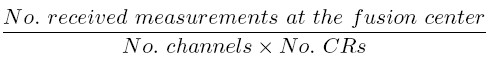 No. received measurements at the fusion center
No. channels × No. CRs